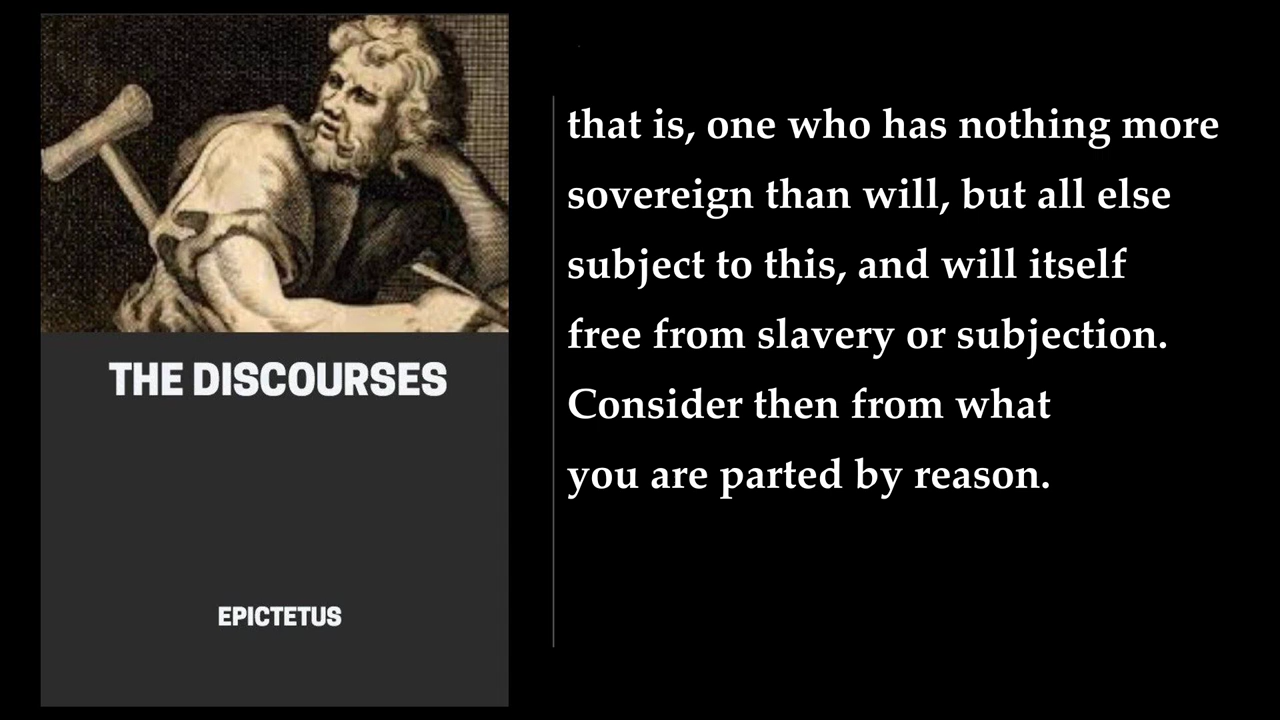 THE DISCOURSES
EPICTETUS
that is, one who has nothing more
sovereign than will, but all else
subject to this, and will itself
free from slavery or subjection.
Consider then from what
you are parted by reason.